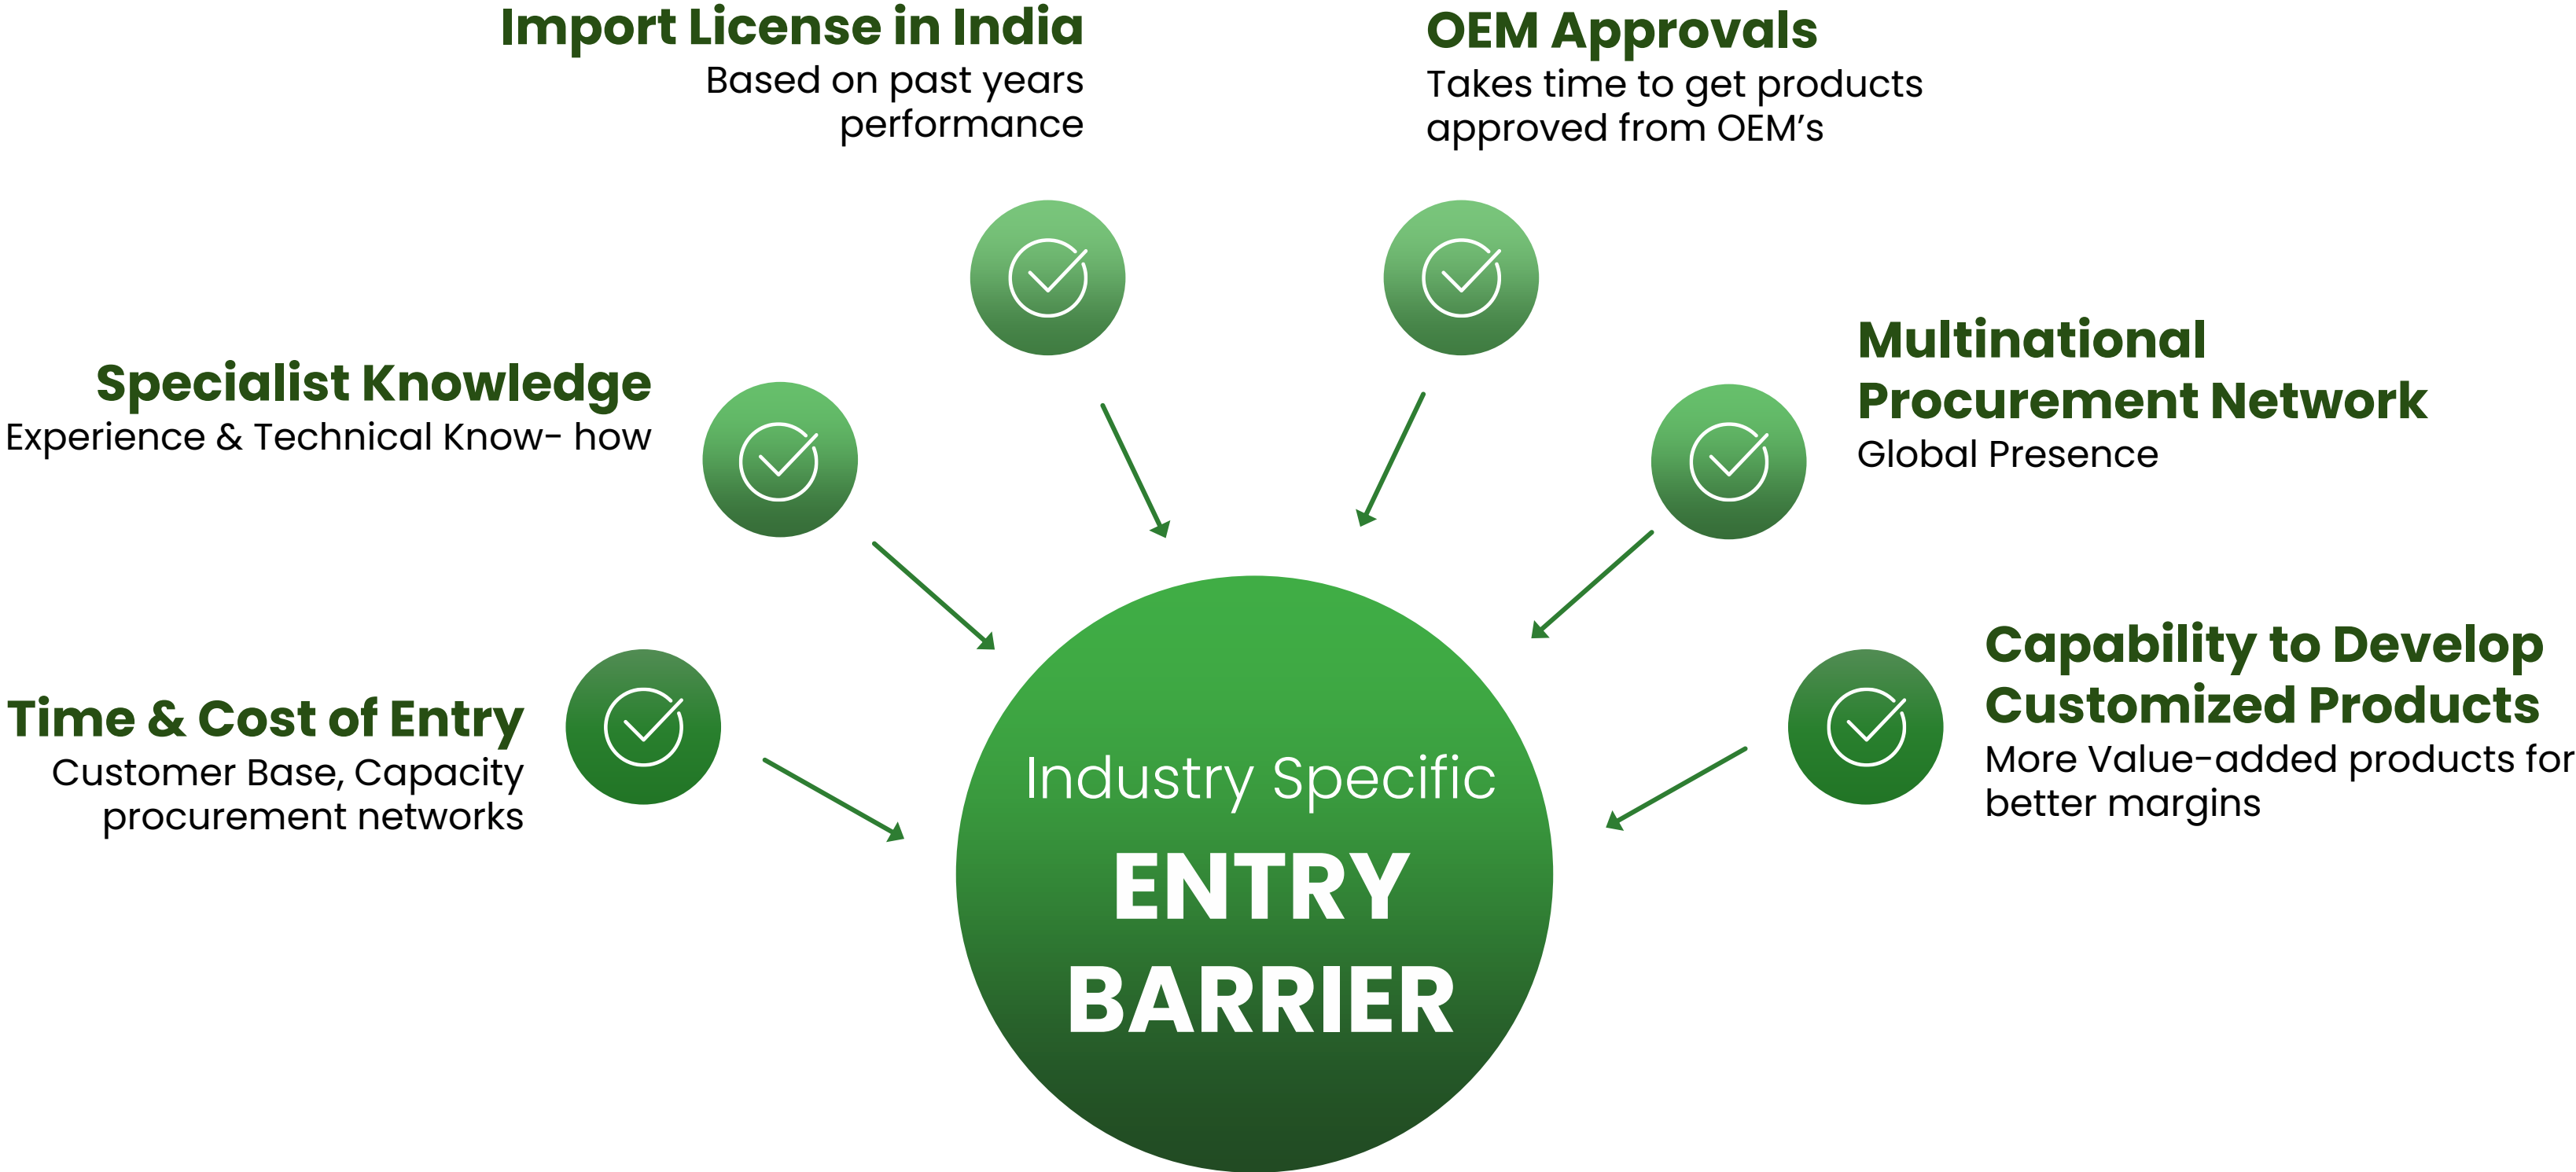 Import License in India
Based on past years
performance
OEM Approvals
Takes time to get products
approved from OEM’s
Specialist Knowledge
Experience & Technical Know- how
Multinational
Procurement Network
Global Presence
Time & Cost of Entry
Customer Base, Capacity
procurement networks
Capability to Develop
Customized Products
More Value-added products for
better margins
Industry Specific
ENTRY
BARRIER